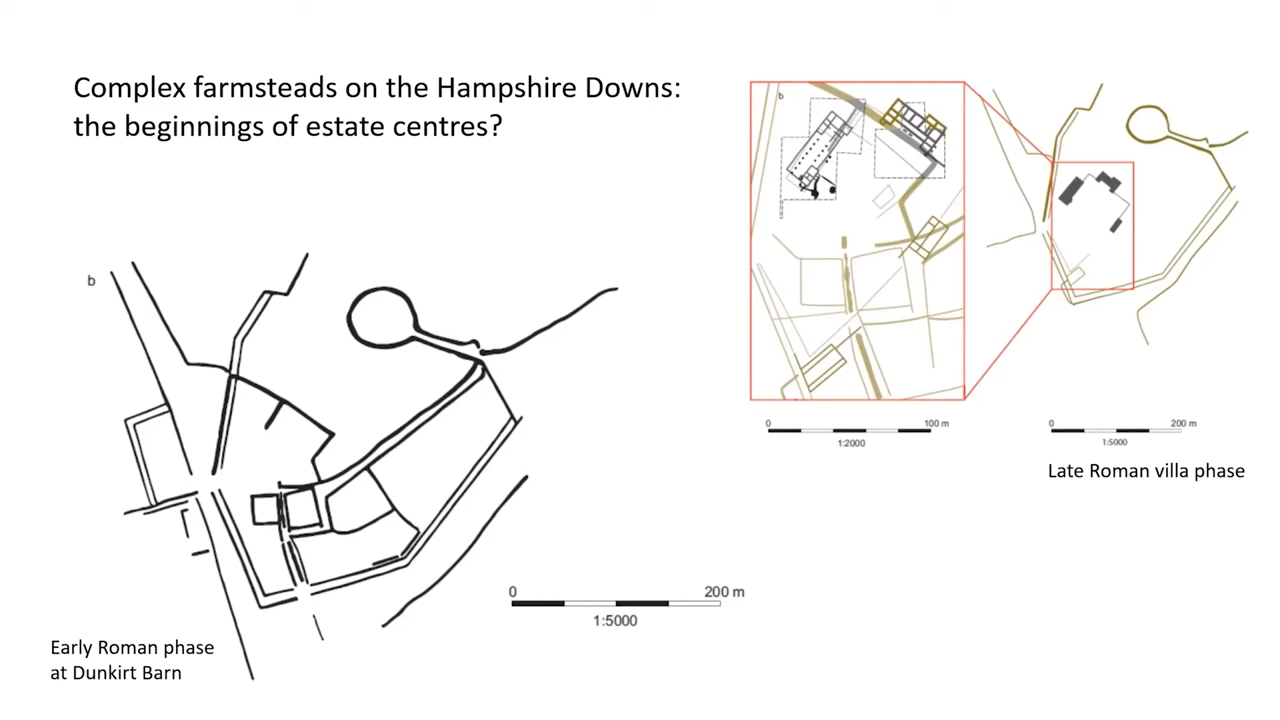 Complex farmsteads on the Hampshire Downs:
the beginnings of estate centres?
b
0 200 m
1:5000
Early Roman phase
at Dunkirt Barn
b
0 100 m
1:2000
0 200 m
1:5000
Late Roman villa phase